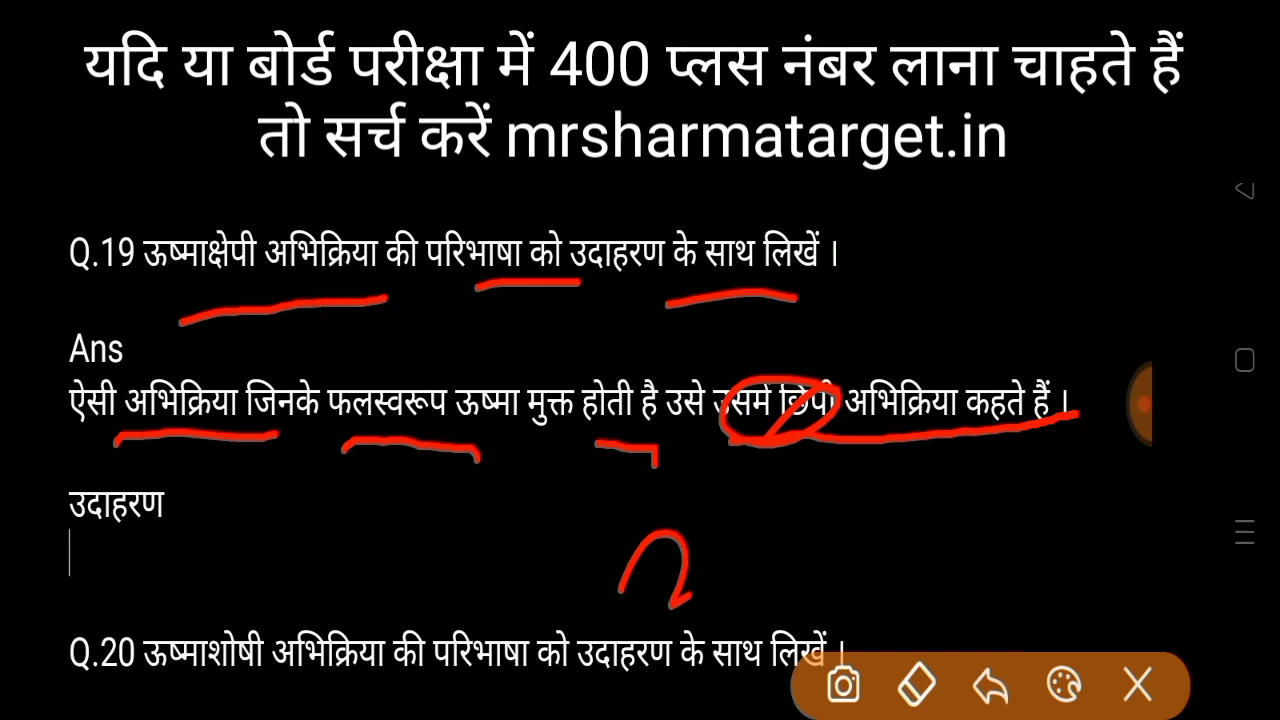 यदि या बोर्ड परीक्षा में 400 प्लस नंबर लाना चाहते हैं
तो सर्च करें mrsharmatarget.in
Q.19 ऊष्माक्षेपी अभिक्रिया की परिभाषा को उदाहरण के साथ लिखें ।
Ans
ऐसी अभिक्रिया जिनके फलस्वरूप ऊष्मा मुक्त होती है उसे उसमें छिपी अभिक्रिया कहते हैं ।
उदाहरण
Q.20 ऊष्माशोषी अभिक्रिया की परिभाषा को उदाहरण के साथ लिखें ।